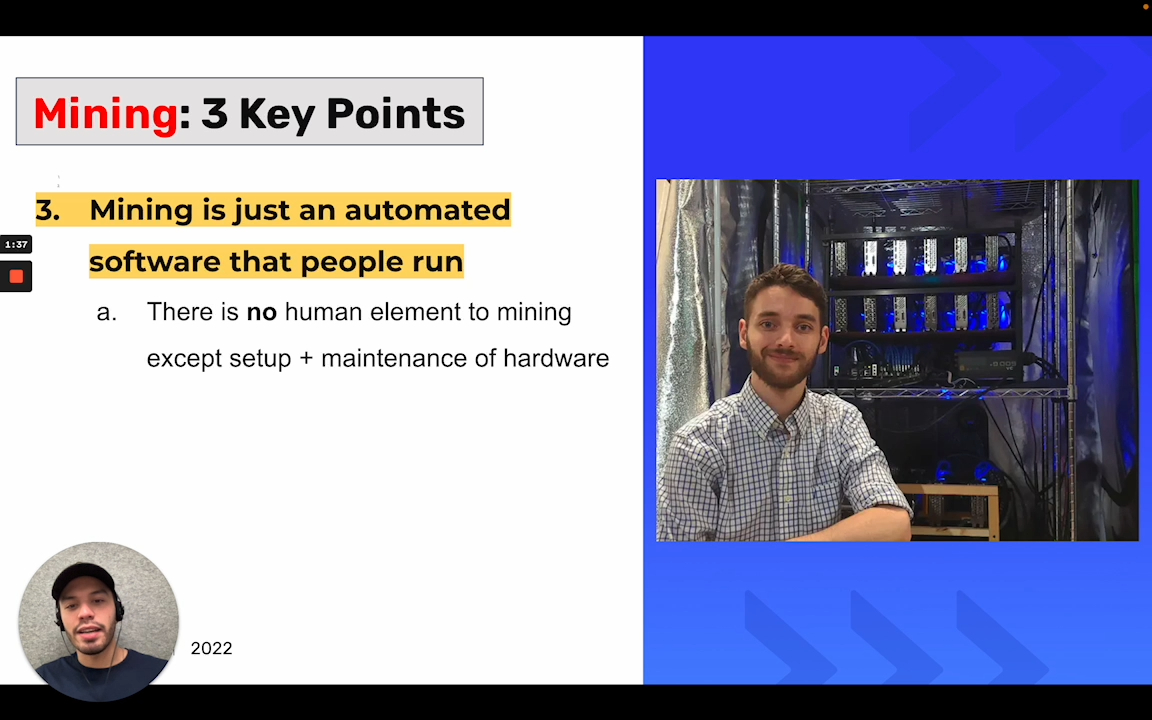 Mining: 3 Key Points
3. Mining is just an automated
software that people run
1:37
a. There is no human element to mining
except setup + maintenance of hardware
2022